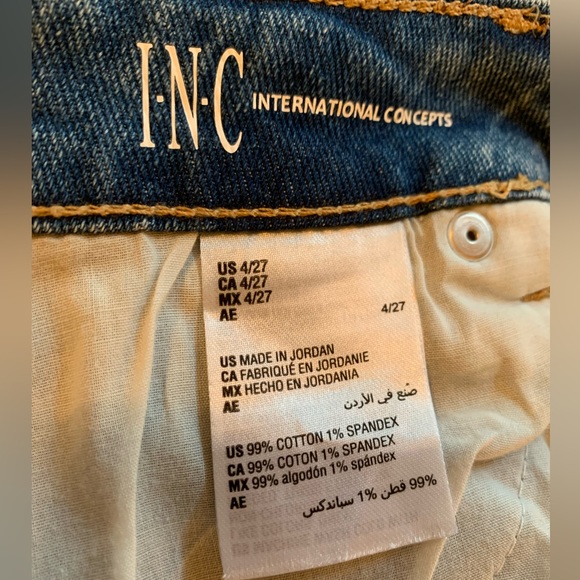 I·N·C INTERNATIONAL CONCEPTS
US 4/27
CA 4/27
MX 4/27
AE 4/27
US MADE IN JORDAN
CA FABRIQUÉ EN JORDANIE
MX HECHO EN JORDANIA
AE صُنع في الأردن
US 99% COTTON 1% SPANDEX
CA 99% COTON 1% SPANDEX
MX 99% algodón 1% spándex
AE 99% قطن 1% سباندكس